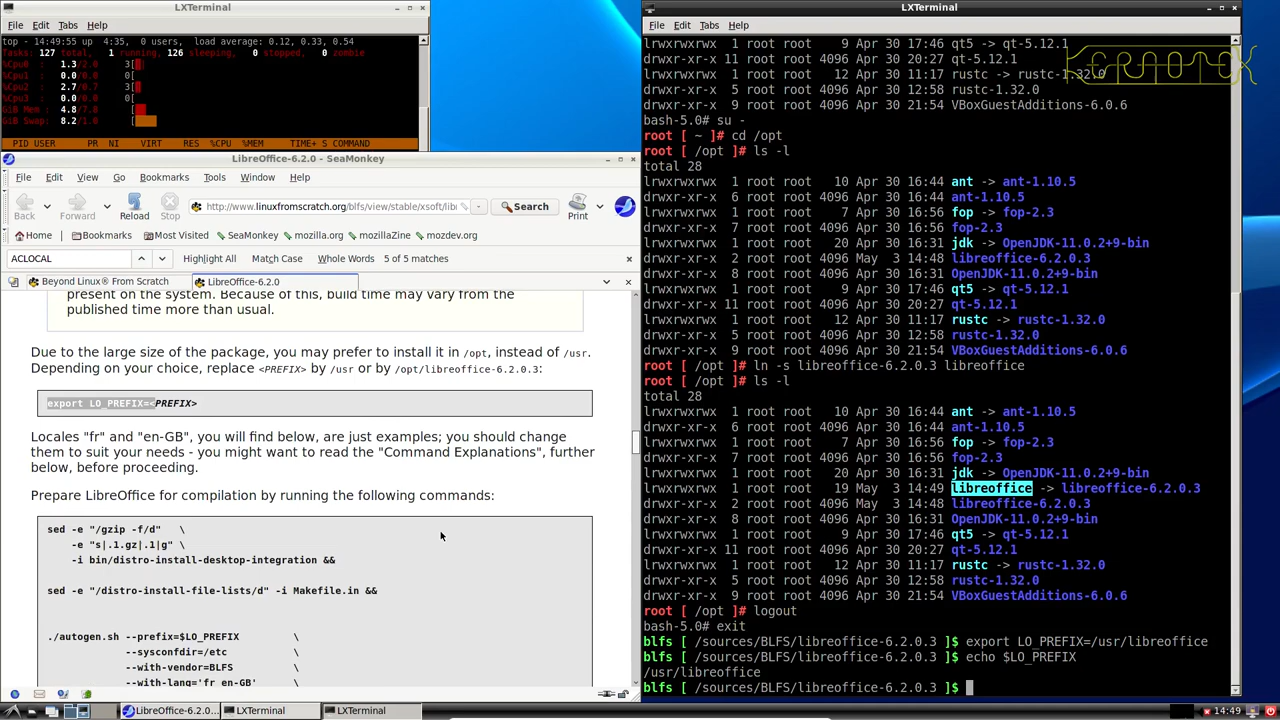 LXTerminal
File Edit Tabs Help
top - 14:49:55 up 4:35, 0 users, load average: 0.12, 0.33, 0.54
Tasks: 127 total, 1 running, 126 sleeping, 0 stopped, 0 zombie
%Cpu0 : 1.3/2.0 3[
%Cpu1 : 0.0/0.0 0[
%Cpu2 : 2.7/0.7 3[
%Cpu3 : 0.0/0.0 0[
GiB Mem : 4.8/7.8 [
GiB Swap: 8.2/1.0 [
PID USER PR NI VIRT RES %CPU %MEM TIME+ S COMMAND
LibreOffice-6.2.0 - SeaMonkey
File Edit View Go Bookmarks Tools Window Help
Back Forward Reload Stop http://www.linuxfromscratch.org/blfs/view/stable/xsoft/lib Search Print
Home Bookmarks Most Visited SeaMonkey mozilla.org mozillaZine mozdev.org
ACLOCAL Highlight All Match Case Whole Words 5 of 5 matches
Beyond Linux® From Scratch LibreOffice-6.2.0
present on the system. Because of this, build time may vary from
published time more than usual.
Due to the large size of the package, you may prefer to install it in /opt, instead of /usr.
Depending on your choice, replace <PREFIX> by /usr or by /opt/libreoffice-6.2.0.3:
export LO_PREFIX=<PREFIX>
Locales "fr" and "en-GB", you will find below, are just examples; you should change
them to suit your needs - you might want to read the "Command Explanations", further
below, before proceeding.
Prepare LibreOffice for compilation by running the following commands:
sed -e "/gzip -f/d" \
-e "s|.1.gz|.1|g" \
-i bin/distro-install-desktop-integration &&
sed -e "/distro-install-file-lists/d" -i Makefile.in &&
./autogen.sh --prefix=$LO_PREFIX \
--sysconfdir=/etc \
--with-vendor=BLFS \
--with-lang='fr en-GB' \
LXTerminal
File Edit Tabs Help
lrwxrwxrwx 1 root root 9 Apr 30 17:46 qt5 -> qt-5.12.1
drwxr-xr-x 11 root root 4096 Apr 30 20:27 qt-5.12.1
lrwxrwxrwx 1 root root 12 Apr 30 11:17 rustc -> rustc-1.32.0
drwxr-xr-x 5 root root 4096 Apr 30 12:58 rustc-1.32.0
drwxr-xr-x 9 root root 4096 Apr 30 21:54 VBoxGuestAdditions-6.0.6
bash-5.0# su -
root [ ~ ]# cd /opt
root [ /opt ]# ls -l
total 28
lrwxrwxrwx 1 root root 10 Apr 30 16:44 ant -> ant-1.10.5
drwxr-xr-x 6 root root 4096 Apr 30 16:44 ant-1.10.5
lrwxrwxrwx 1 root root 7 Apr 30 16:56 fop -> fop-2.3
drwxr-xr-x 7 root root 4096 Apr 30 16:56 fop-2.3
lrwxrwxrwx 1 root root 20 Apr 30 16:31 jdk -> OpenJDK-11.0.2+9-bin
drwxr-xr-x 2 root root 4096 May 3 14:48 libreoffice-6.2.0.3
drwxr-xr-x 8 root root 4096 Apr 30 16:31 OpenJDK-11.0.2+9-bin
lrwxrwxrwx 1 root root 9 Apr 30 17:46 qt5 -> qt-5.12.1
drwxr-xr-x 11 root root 4096 Apr 30 20:27 qt-5.12.1
lrwxrwxrwx 1 root root 12 Apr 30 11:17 rustc -> rustc-1.32.0
drwxr-xr-x 5 root root 4096 Apr 30 12:58 rustc-1.32.0
drwxr-xr-x 9 root root 4096 Apr 30 21:54 VBoxGuestAdditions-6.0.6
root [ /opt ]# ln -s libreoffice-6.2.0.3 libreoffice
root [ /opt ]# ls -l
total 28
lrwxrwxrwx 1 root root 10 Apr 30 16:44 ant -> ant-1.10.5
drwxr-xr-x 6 root root 4096 Apr 30 16:44 ant-1.10.5
lrwxrwxrwx 1 root root 7 Apr 30 16:56 fop -> fop-2.3
drwxr-xr-x 7 root root 4096 Apr 30 16:56 fop-2.3
lrwxrwxrwx 1 root root 20 Apr 30 16:31 jdk -> OpenJDK-11.0.2+9-bin
lrwxrwxrwx 1 root root 19 May 3 14:49 libreoffice -> libreoffice-6.2.0.3
drwxr-xr-x 2 root root 4096 May 3 14:48 libreoffice-6.2.0.3
drwxr-xr-x 8 root root 4096 Apr 30 16:31 OpenJDK-11.0.2+9-bin
lrwxrwxrwx 1 root root 9 Apr 30 17:46 qt5 -> qt-5.12.1
drwxr-xr-x 11 root root 4096 Apr 30 20:27 qt-5.12.1
lrwxrwxrwx 1 root root 12 Apr 30 11:17 rustc -> rustc-1.32.0
drwxr-xr-x 5 root root 4096 Apr 30 12:58 rustc-1.32.0
drwxr-xr-x 9 root root 4096 Apr 30 21:54 VBoxGuestAdditions-6.0.6
root [ /opt ]# logout
bash-5.0# exit
blfs [ /sources/BLFS/libreoffice-6.2.0.3 ]$ export LO_PREFIX=/usr/libreoffice
blfs [ /sources/BLFS/libreoffice-6.2.0.3 ]$ echo $LO_PREFIX
/usr/libreoffice
blfs [ /sources/BLFS/libreoffice-6.2.0.3 ]$
LibreOffice-6.2.0... LXTerminal LXTerminal 14:49